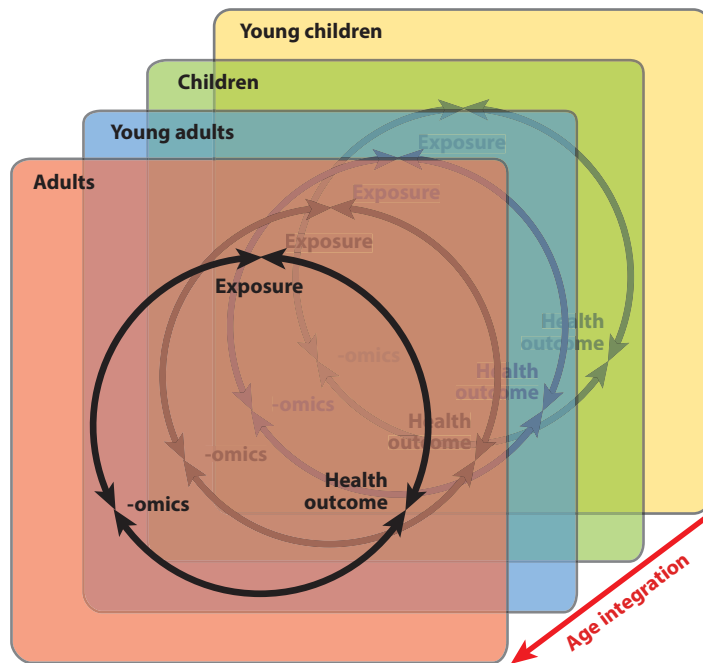 Young children
Children
Young adults
Adults
Exposure
Exposure
Exposure
Exposure
Health
outcome
-omics
Health
outcome
-omics
Health
outcome
-omics
Health
outcome
-omics
Age integration